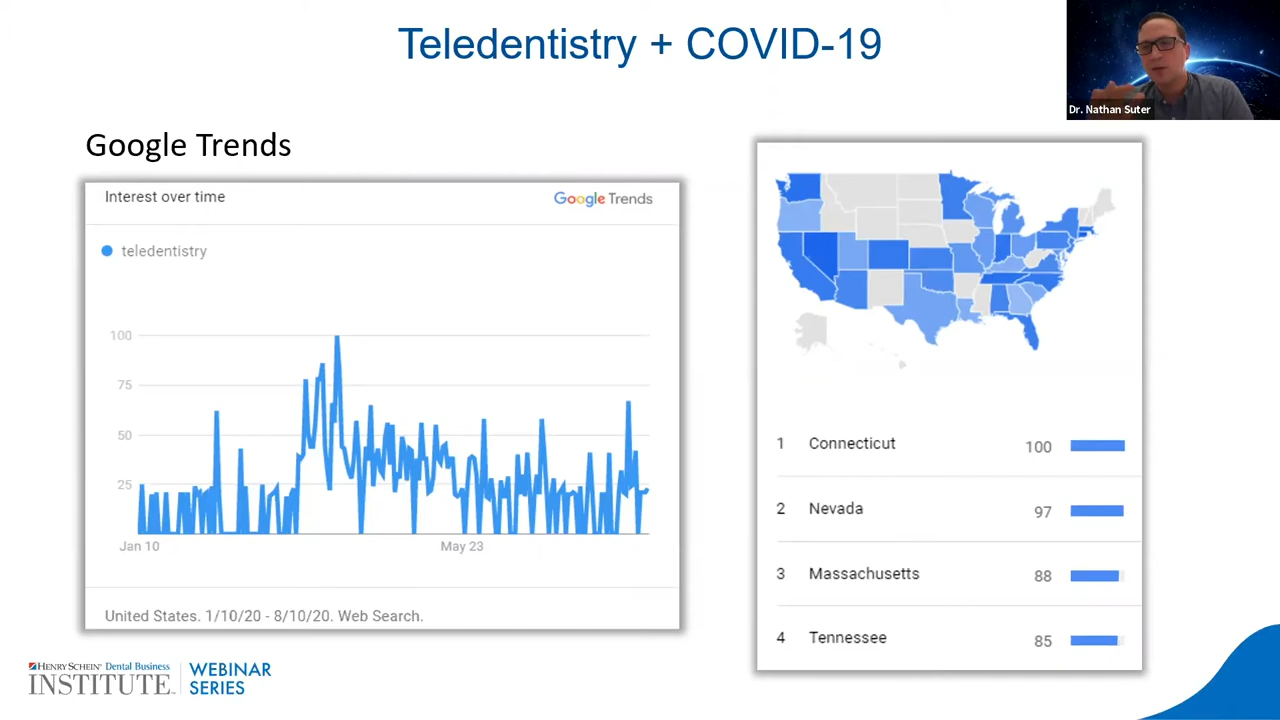 Teledentistry + COVID-19
Dr. Nathan Suter
Google Trends
Interest over time
Google Trends
teledentistry
100
75
50
25
Jan 10
May 23
United States. 1/10/20 - 8/10/20. Web Search.
1 Connecticut 100
2 Nevada 97
3 Massachusetts 88
4 Tennessee 85
HENRY SCHEIN® Dental Business
INSTITUTE™
WEBINAR
SERIES